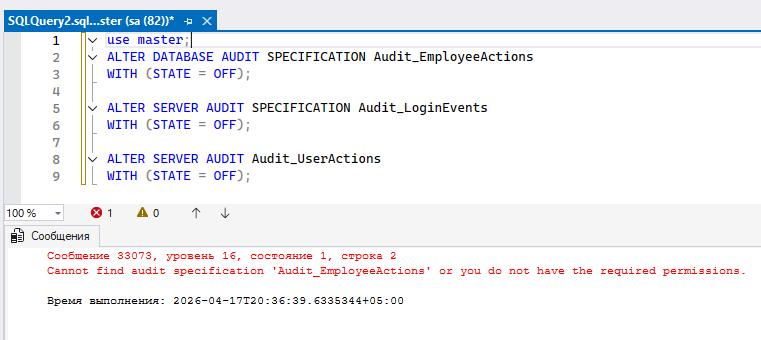 SQLQuery2.sql...ster (sa (82))*
1 use master;
2 ALTER DATABASE AUDIT SPECIFICATION Audit_EmployeeActions
3 WITH (STATE = OFF);
4
5 ALTER SERVER AUDIT SPECIFICATION Audit_LoginEvents
6 WITH (STATE = OFF);
7
8 ALTER SERVER AUDIT Audit_UserActions
9 WITH (STATE = OFF);
100 % 1 0
Сообщения
Сообщение 33073, уровень 16, состояние 1, строка 2
Cannot find audit specification 'Audit_EmployeeActions' or you do not have the required permissions.
Время выполнения: 2026-04-17T20:36:39.6335344+05:00